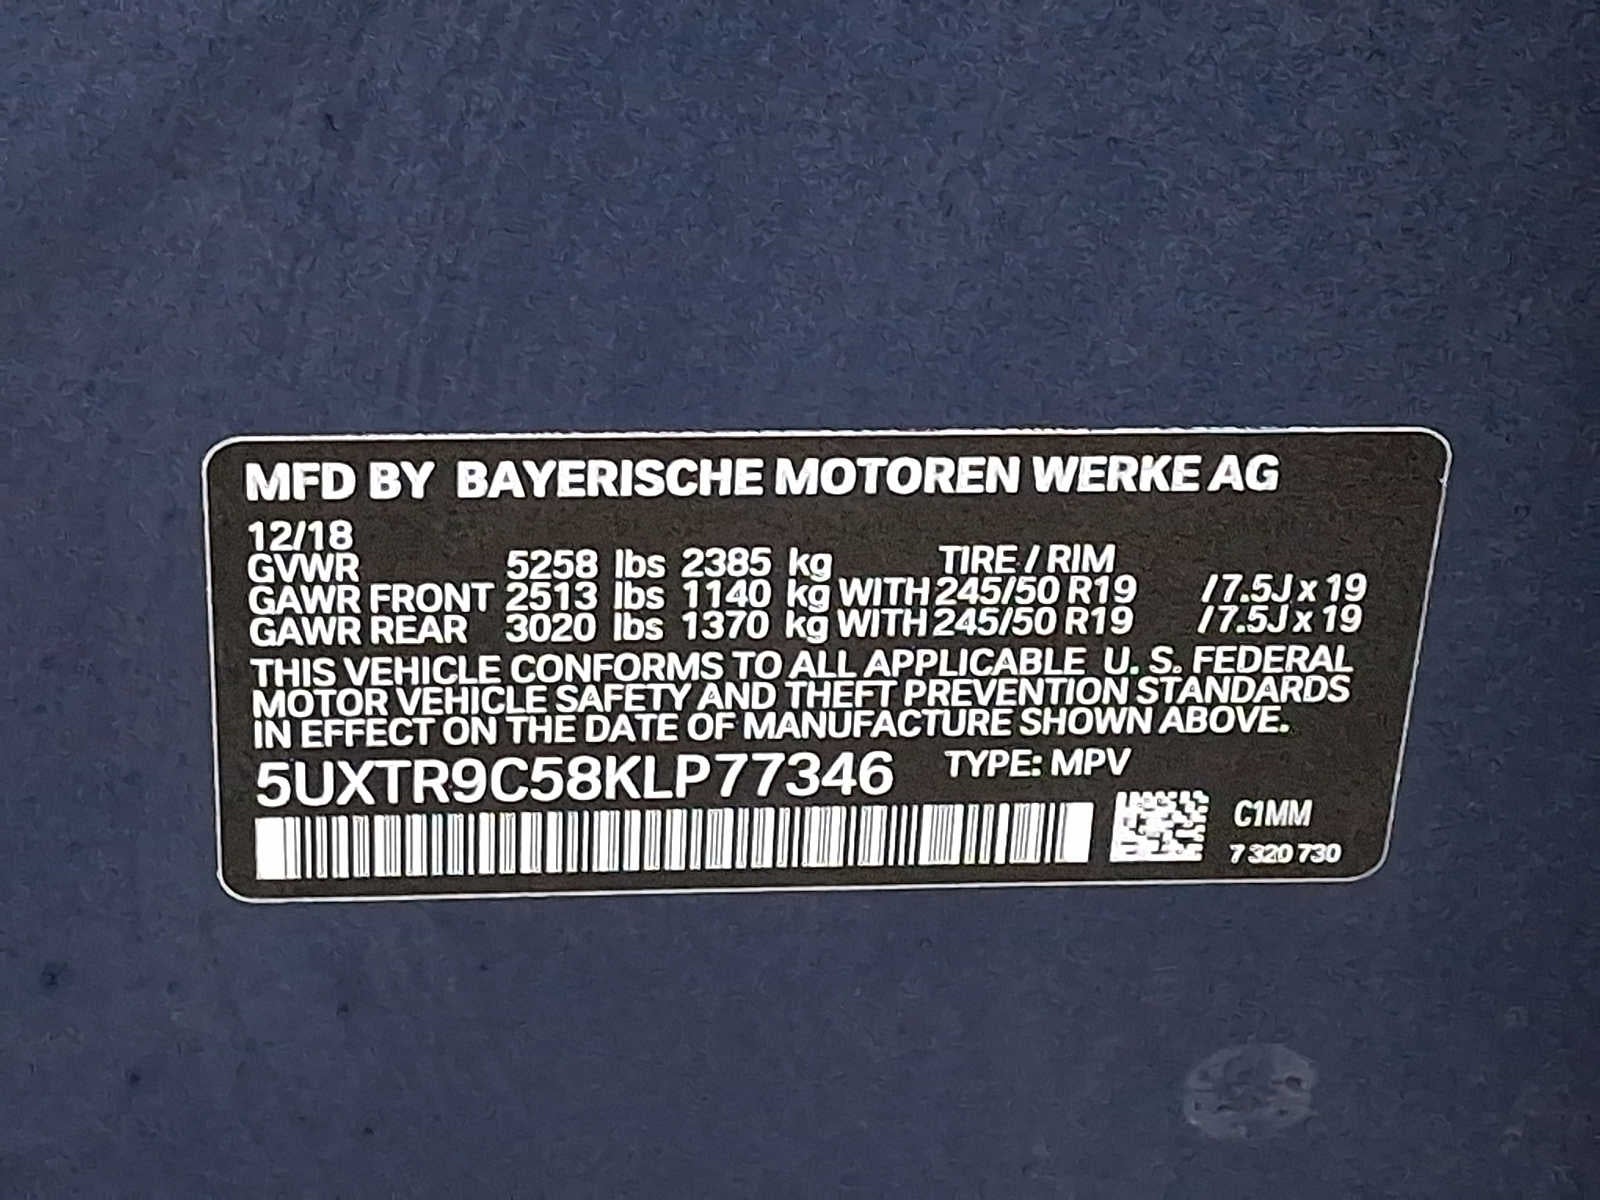 MFD BY BAYERISCHE MOTOREN WERKE AG
12/18
GVWR 5258 lbs 2385 kg TIRE / RIM
GAWR FRONT 2513 lbs 1140 kg WITH 245/50 R19 /7.5J x 19
GAWR REAR 3020 lbs 1370 kg WITH 245/50 R19 /7.5J x 19
THIS VEHICLE CONFORMS TO ALL APPLICABLE U. S. FEDERAL
MOTOR VEHICLE SAFETY AND THEFT PREVENTION STANDARDS
IN EFFECT ON THE DATE OF MANUFACTURE SHOWN ABOVE.
5UXTR9C58KLP77346 TYPE: MPV
C1MM
7 320 730